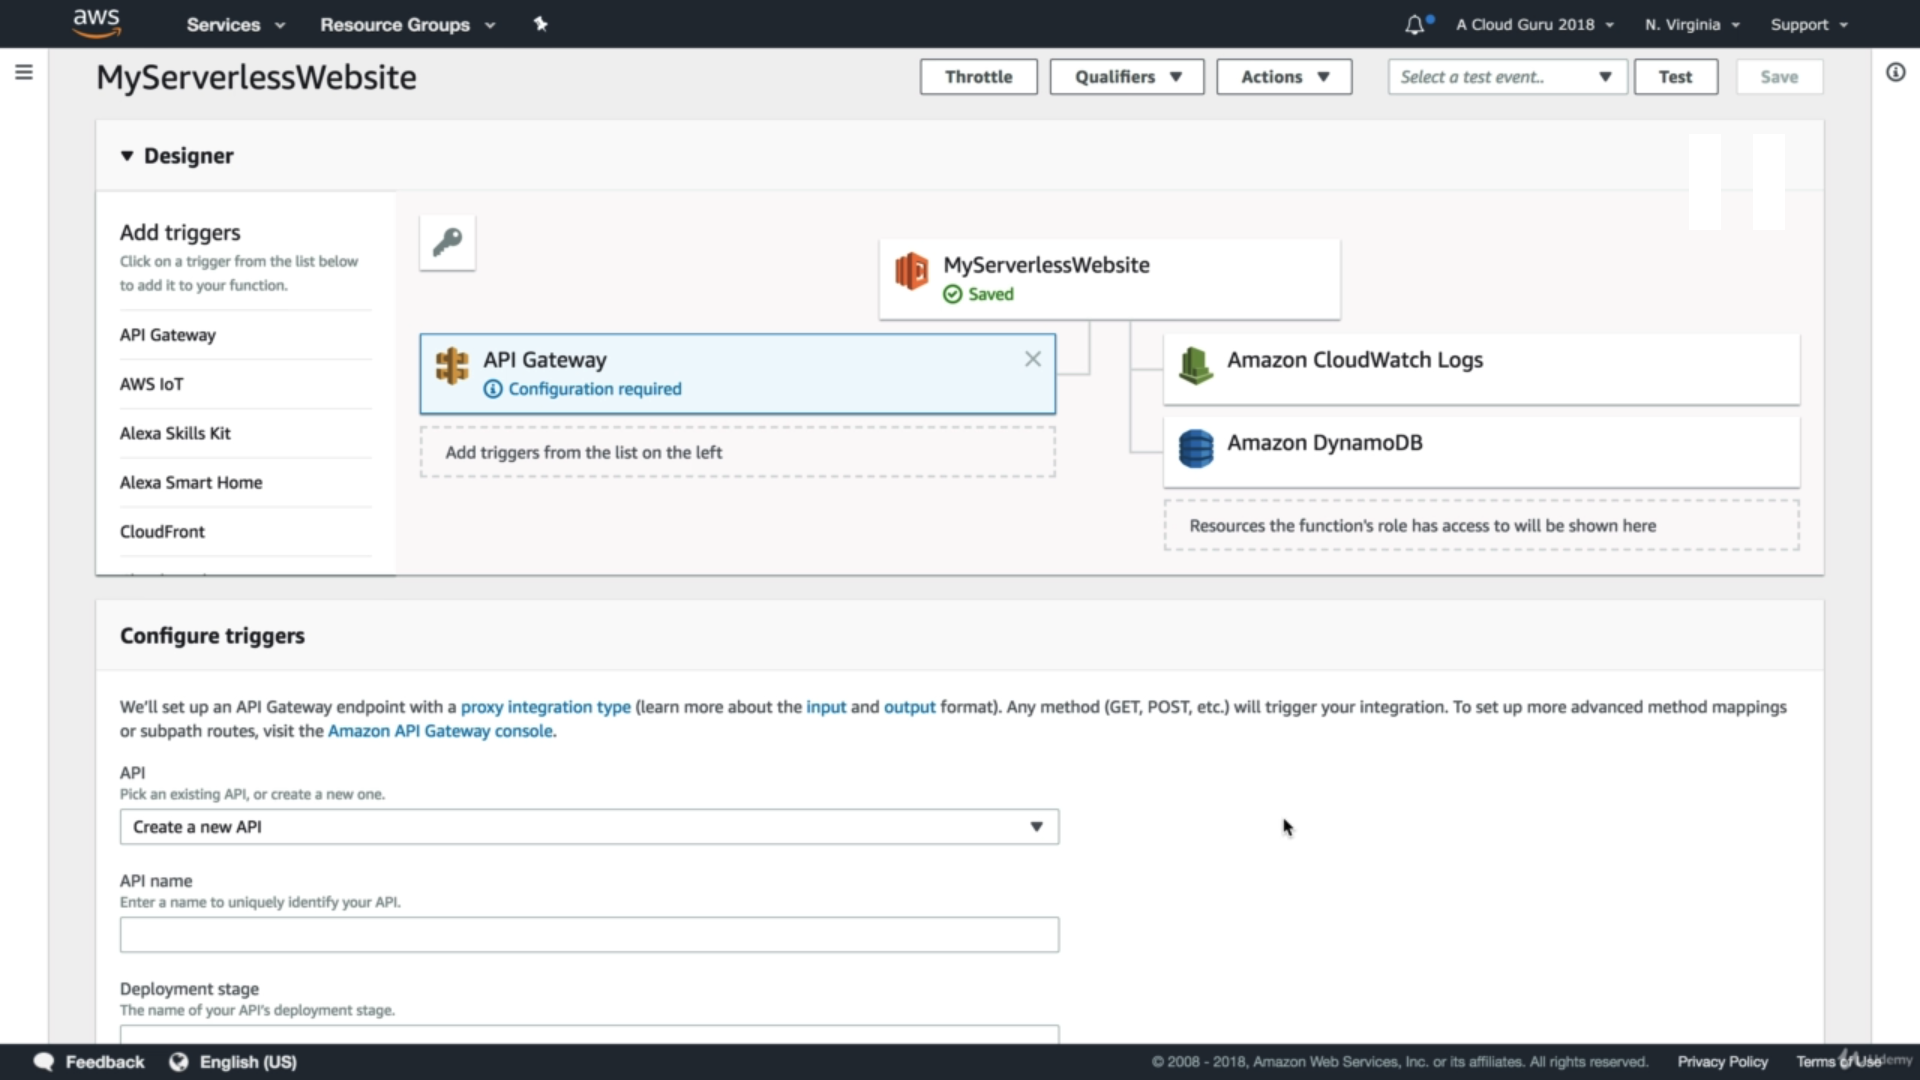 aws
Services
Resource Groups
A Cloud Guru 2018
N. Virginia
Support
MyServerlessWebsite
Throttle
Qualifiers
Actions
Select a test event..
Test
Save
Designer
Add triggers
Click on a trigger from the list below
to add it to your function.
API Gateway
AWS IoT
Alexa Skills Kit
Alexa Smart Home
CloudFront
MyServerlessWebsite
Saved
API Gateway
Configuration required
Add triggers from the list on the left
Amazon CloudWatch Logs
Amazon DynamoDB
Resources the function's role has access to will be shown here
Configure triggers
We'll set up an API Gateway endpoint with a proxy integration type (learn more about the input and output format). Any method (GET, POST, etc.) will trigger your integration. To set up more advanced method mappings
or subpath routes, visit the Amazon API Gateway console.
API
Pick an existing API, or create a new one.
Create a new API
API name
Enter a name to uniquely identify your API.
Deployment stage
The name of your API's deployment stage.
Feedback
English (US)
© 2008 - 2018, Amazon Web Services, Inc. or its affiliates. All rights reserved.
Privacy Policy
Terms of Use